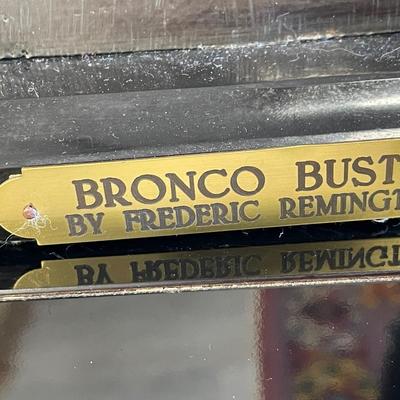 BRONCO BUST
BY FREDERIC REMINGT